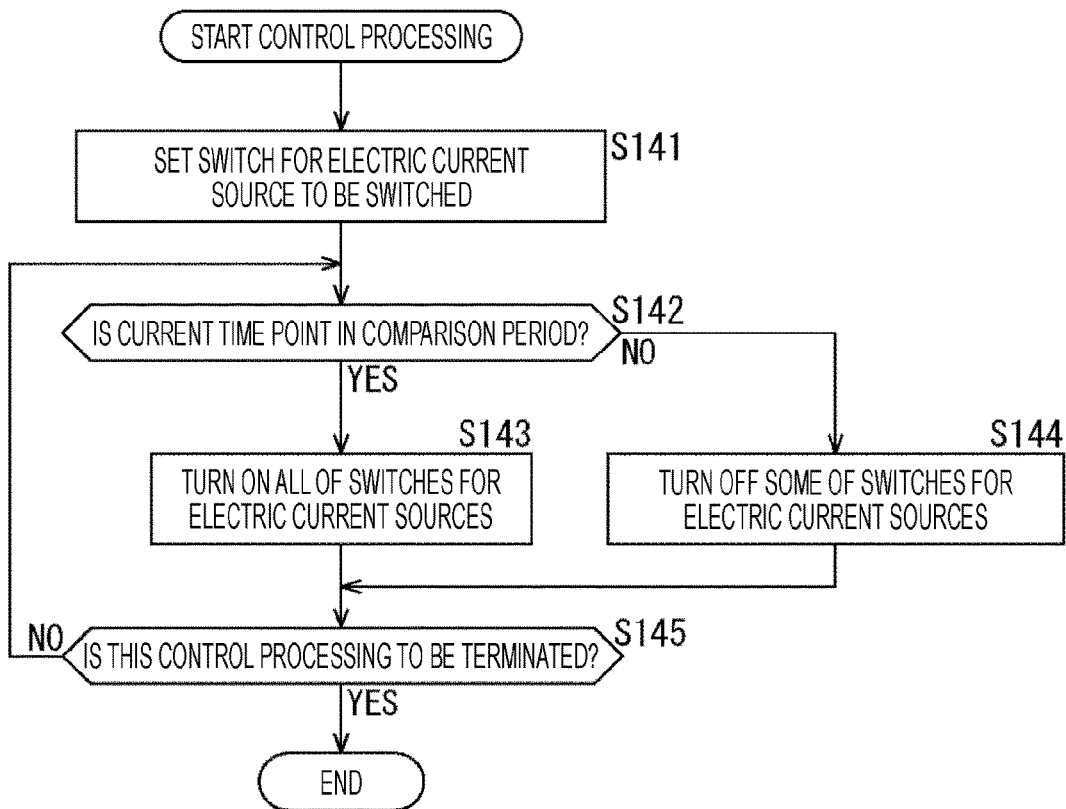 START CONTROL PROCESSING
S141
SET SWITCH FOR ELECTRIC CURRENT
SOURCE TO BE SWITCHED
S142
IS CURRENT TIME POINT IN COMPARISON PERIOD?
NO
YES
S143
TURN ON ALL OF SWITCHES FOR
ELECTRIC CURRENT SOURCES
S144
TURN OFF SOME OF SWITCHES FOR
ELECTRIC CURRENT SOURCES
S145
NO
IS THIS CONTROL PROCESSING TO BE TERMINATED?
YES
END